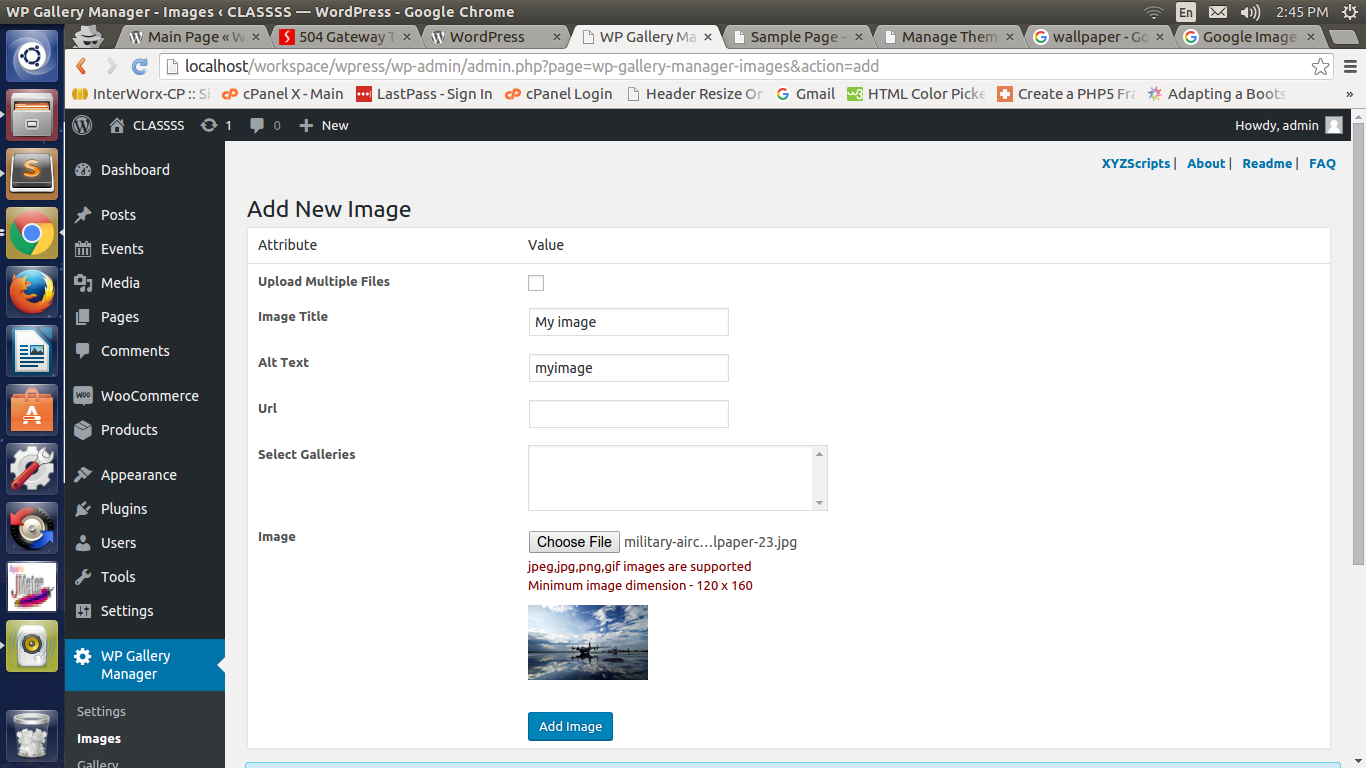 WP Gallery Manager - Images ‹ CLASSSS — WordPress - Google Chrome
En
2:45 PM
Main Page « W
504 Gateway T
WordPress
WP Gallery Ma
Sample Page –
Manage Them
wallpaper - Go
Google Image
localhost/workspace/wpress/wp-admin/admin.php?page=wp-gallery-manager-images&action=add
InterWorx-CP :: Si
cPanel X - Main
LastPass - Sign In
cPanel Login
Header Resize On
Gmail
HTML Color Picke
Create a PHP5 Fra
Adapting a Boots
»
CLASSSS
1
0
New
Howdy, admin
XYZScripts | About | Readme | FAQ
Dashboard
Posts
Events
Media
Pages
Comments
WooCommerce
Products
Appearance
Plugins
Users
Tools
Settings
WP Gallery
Manager
Settings
Images
Gallery
Add New Image
Attribute Value
Upload Multiple Files
Image Title My image
Alt Text myimage
Url
Select Galleries
Image Choose File military-airc...lpaper-23.jpg
jpeg,jpg,png,gif images are supported
Minimum image dimension - 120 x 160
Add Image